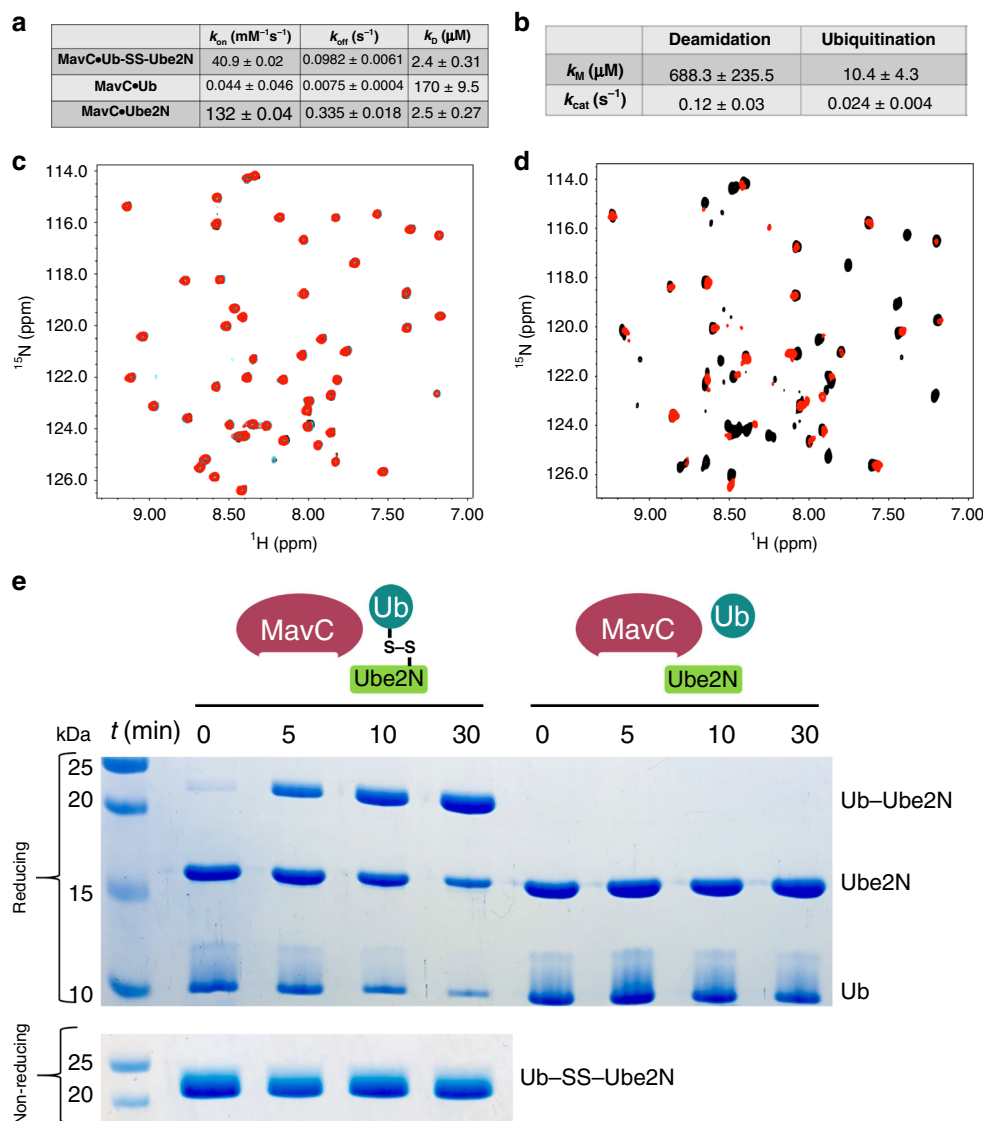 a
k_on (mM⁻¹s⁻¹) k_off (s⁻¹) k_D (μM)
MavC•Ub-SS-Ube2N 40.9 ± 0.02 0.0982 ± 0.0061 2.4 ± 0.31
MavC•Ub 0.044 ± 0.046 0.0075 ± 0.0004 170 ± 9.5
MavC•Ube2N 132 ± 0.04 0.335 ± 0.018 2.5 ± 0.27
b
Deamidation Ubiquitination
k_M (μM) 688.3 ± 235.5 10.4 ± 4.3
k_cat (s⁻¹) 0.12 ± 0.03 0.024 ± 0.004
c
114.0
116.0
118.0
120.0
122.0
124.0
126.0
¹⁵N (ppm)
9.00 8.50 8.00 7.50 7.00
¹H (ppm)
d
114.0
116.0
118.0
120.0
122.0
124.0
126.0
¹⁵N (ppm)
9.00 8.50 8.00 7.50 7.00
¹H (ppm)
e
MavC Ub S–S Ube2N
MavC Ub Ube2N
kDa t (min) 0 5 10 30 0 5 10 30
Reducing
25
20 Ub–Ube2N
15 Ube2N
10 Ub
Non-reducing
25
20 Ub–SS–Ube2N